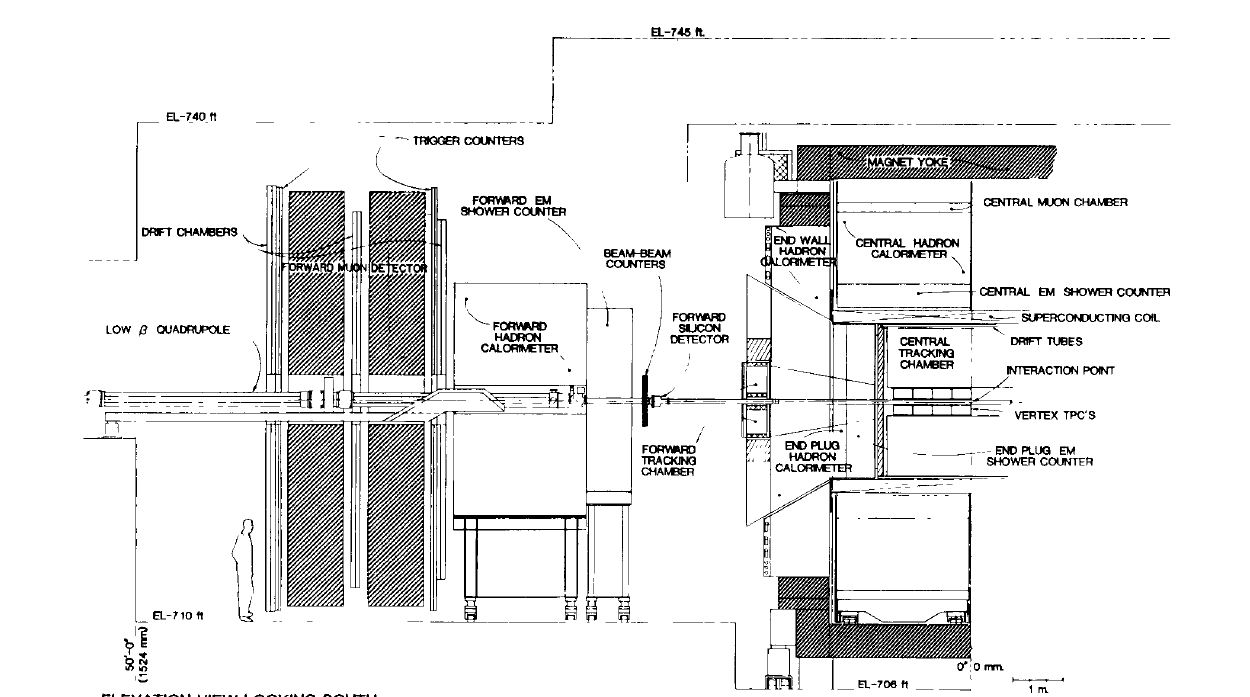 EL-745 ft.
EL-740 ft
TRIGGER COUNTERS
MAGNET YOKE
FORWARD EM
SHOWER COUNTER
CENTRAL MUON CHAMBER
DRIFT CHAMBERS
END WALL
HADRON
CALORIMETER
CENTRAL HADRON
CALORIMETER
BEAM-BEAM
COUNTERS
FORWARD MUON DETECTOR
CENTRAL EM SHOWER COUNTER
LOW β QUADRUPOLE
FORWARD
HADRON
CALORIMETER
FORWARD
SILICON
DETECTOR
SUPERCONDUCTING COIL
DRIFT TUBES
CENTRAL
TRACKING
CHAMBER
INTERACTION POINT
VERTEX TPC'S
FORWARD
TRACKING
CHAMBER
END PLUG
HADRON
CALORIMETER
END PLUG EM
SHOWER COUNTER
EL-710 ft
50'-0"
(1524 mm)
0" 0 mm.
EL-706 ft
1 m.
ELEVATION VIEW LOOKING SOUTH